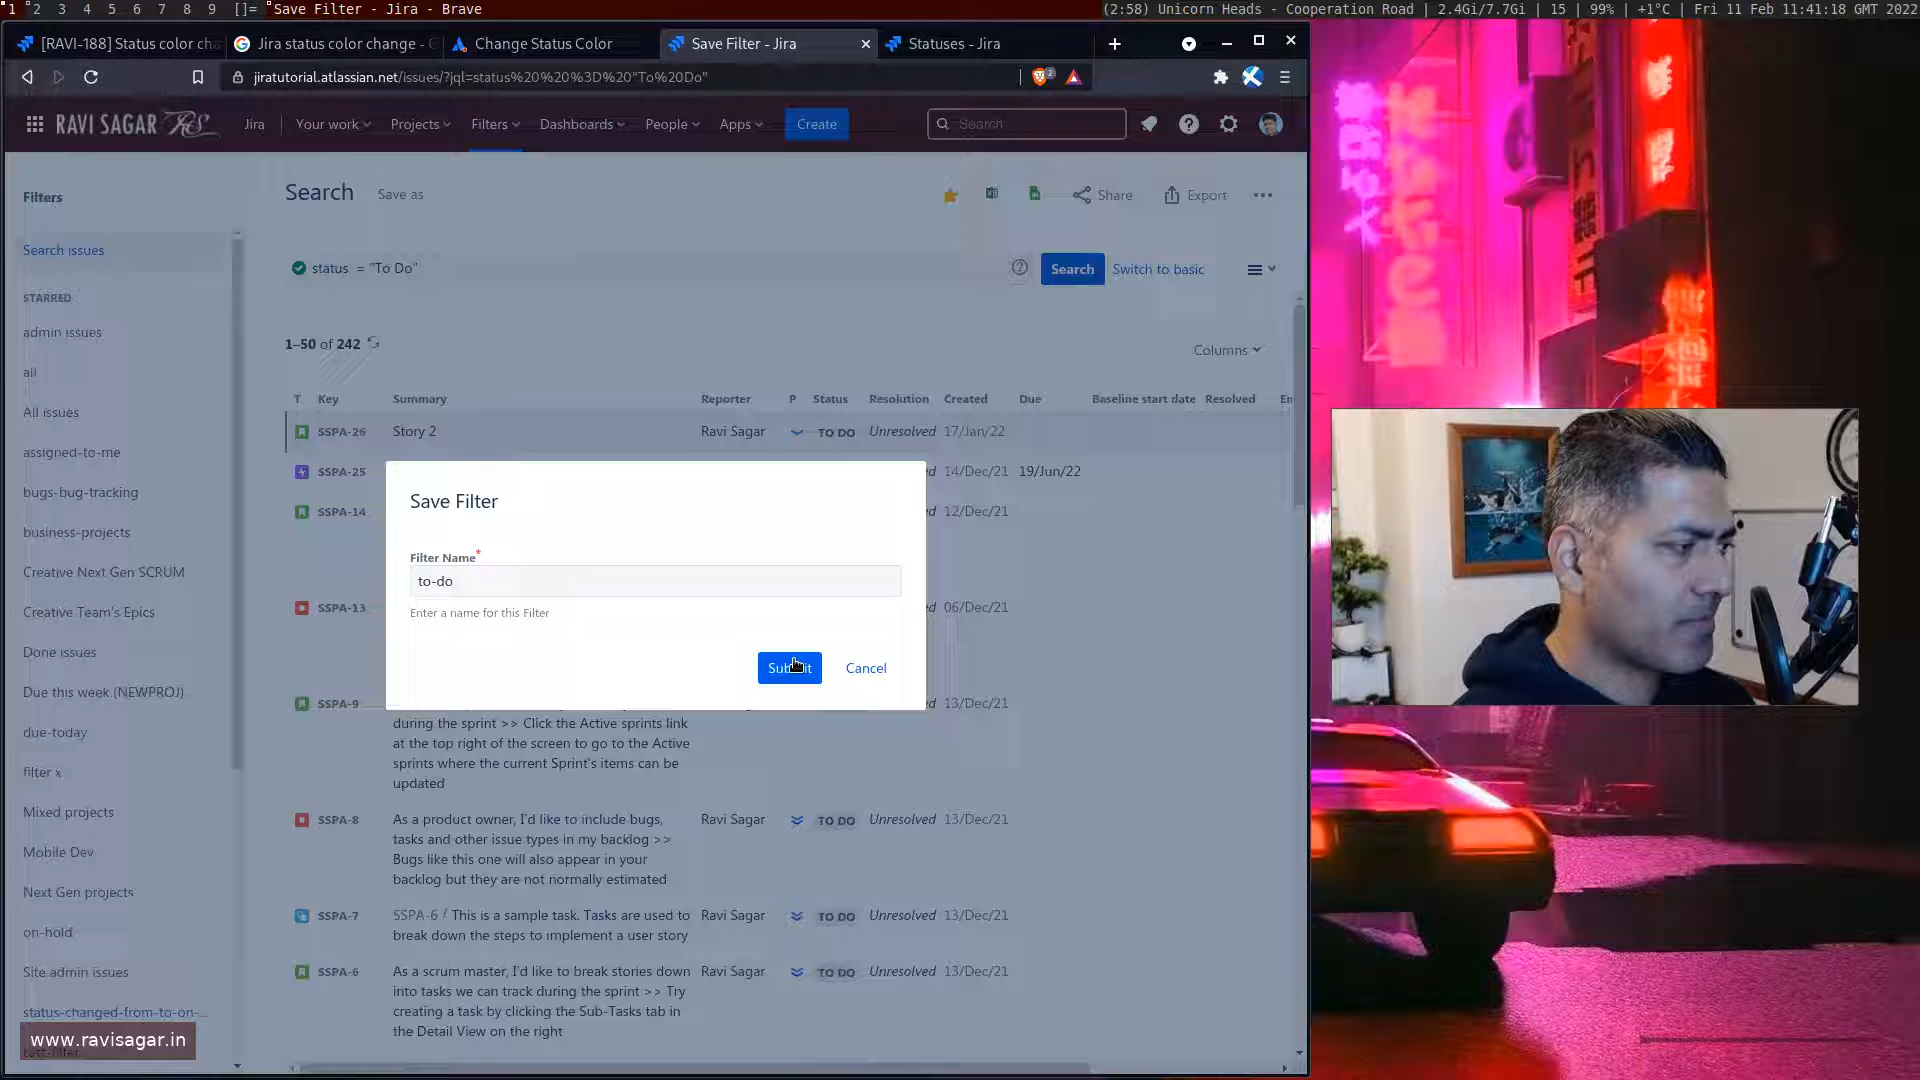 1 2 3 4 5 6 7 8 9 []= Save Filter - Jira - Brave
(2:58) Unicorn Heads - Cooperation Road | 2.4Gi/7.7Gi | 15 | 99% | +1°C | Fri 11 Feb 11:41:18 GMT 2022
[RAVI-188] Status color cha
Jira status color change - G
Change Status Color
Save Filter - Jira
Statuses - Jira
jiratutorial.atlassian.net/issues/?jql=status%20%20%3D%20"To%20Do"
2
RAVI SAGAR RS
Jira
Your work
Projects
Filters
Dashboards
People
Apps
Create
Search
Filters
Search issues
STARRED
admin issues
all
All issues
assigned-to-me
bugs-bug-tracking
business-projects
Creative Next Gen SCRUM
Creative Team's Epics
Done issues
Due this week (NEWPROJ)
due-today
filter x
Mixed projects
Mobile Dev
Next Gen projects
on-hold
Site admin issues
status-changed-from-to-on-...
test-filter
www.ravisagar.in
Search
Save as
Share
Export
status = "To Do"
Search
Switch to basic
1–50 of 242
Columns
T Key Summary Reporter P Status Resolution Created Due Baseline start date Resolved En
SSPA-26 Story 2 Ravi Sagar TO DO Unresolved 17/Jan/22
SSPA-25 d 14/Dec/21 19/Jun/22
SSPA-14 d 12/Dec/21
SSPA-13 d 06/Dec/21
Save Filter
Filter Name*
to-do
Enter a name for this Filter
Submit
Cancel
SSPA-9 d 13/Dec/21
during the sprint >> Click the Active sprints link
at the top right of the screen to go to the Active
sprints where the current Sprint's items can be
updated
SSPA-8 As a product owner, I'd like to include bugs, Ravi Sagar TO DO Unresolved 13/Dec/21
tasks and other issue types in my backlog >>
Bugs like this one will also appear in your
backlog but they are not normally estimated
SSPA-7 SSPA-6 / This is a sample task. Tasks are used to Ravi Sagar TO DO Unresolved 13/Dec/21
break down the steps to implement a user story
SSPA-6 As a scrum master, I'd like to break stories down Ravi Sagar TO DO Unresolved 13/Dec/21
into tasks we can track during the sprint >> Try
creating a task by clicking the Sub-Tasks tab in
the Detail View on the right